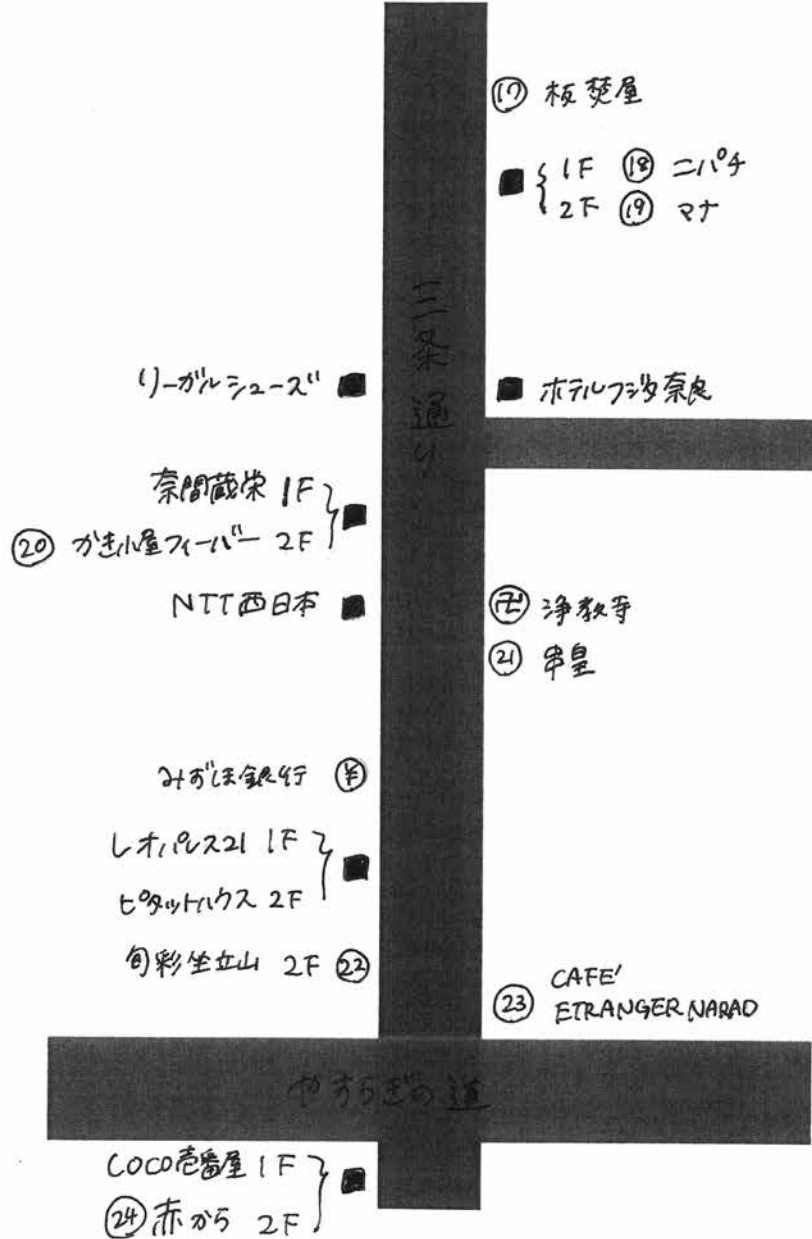 ⑰ 板焚屋
1F ⑱ ニパチ
2F ⑲ マナ
三条通り
リーガルシューズ
ホテルフジタ奈良
奈間蔵栄 1F
⑳ かき小屋フィーバー 2F
NTT西日本
卍 浄教寺
㉑ 串皇
みずほ銀行 ¥
レオパレス21 1F
ピタットハウス 2F
旬彩坐立山 2F ㉒
㉓ CAFE'
ETRANGER NARAD
やすらぎの道
COCO壱番屋 1F
㉔ 赤から 2F